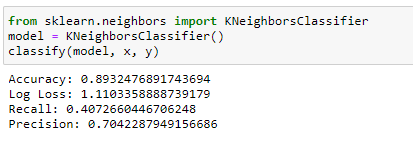 from sklearn.neighbors import KNeighborsClassifier
model = KNeighborsClassifier()
classify(model, x, y)
Accuracy: 0.8932476891743694
Log Loss: 1.1103358888739179
Recall: 0.4072660446706248
Precision: 0.7042287949156686